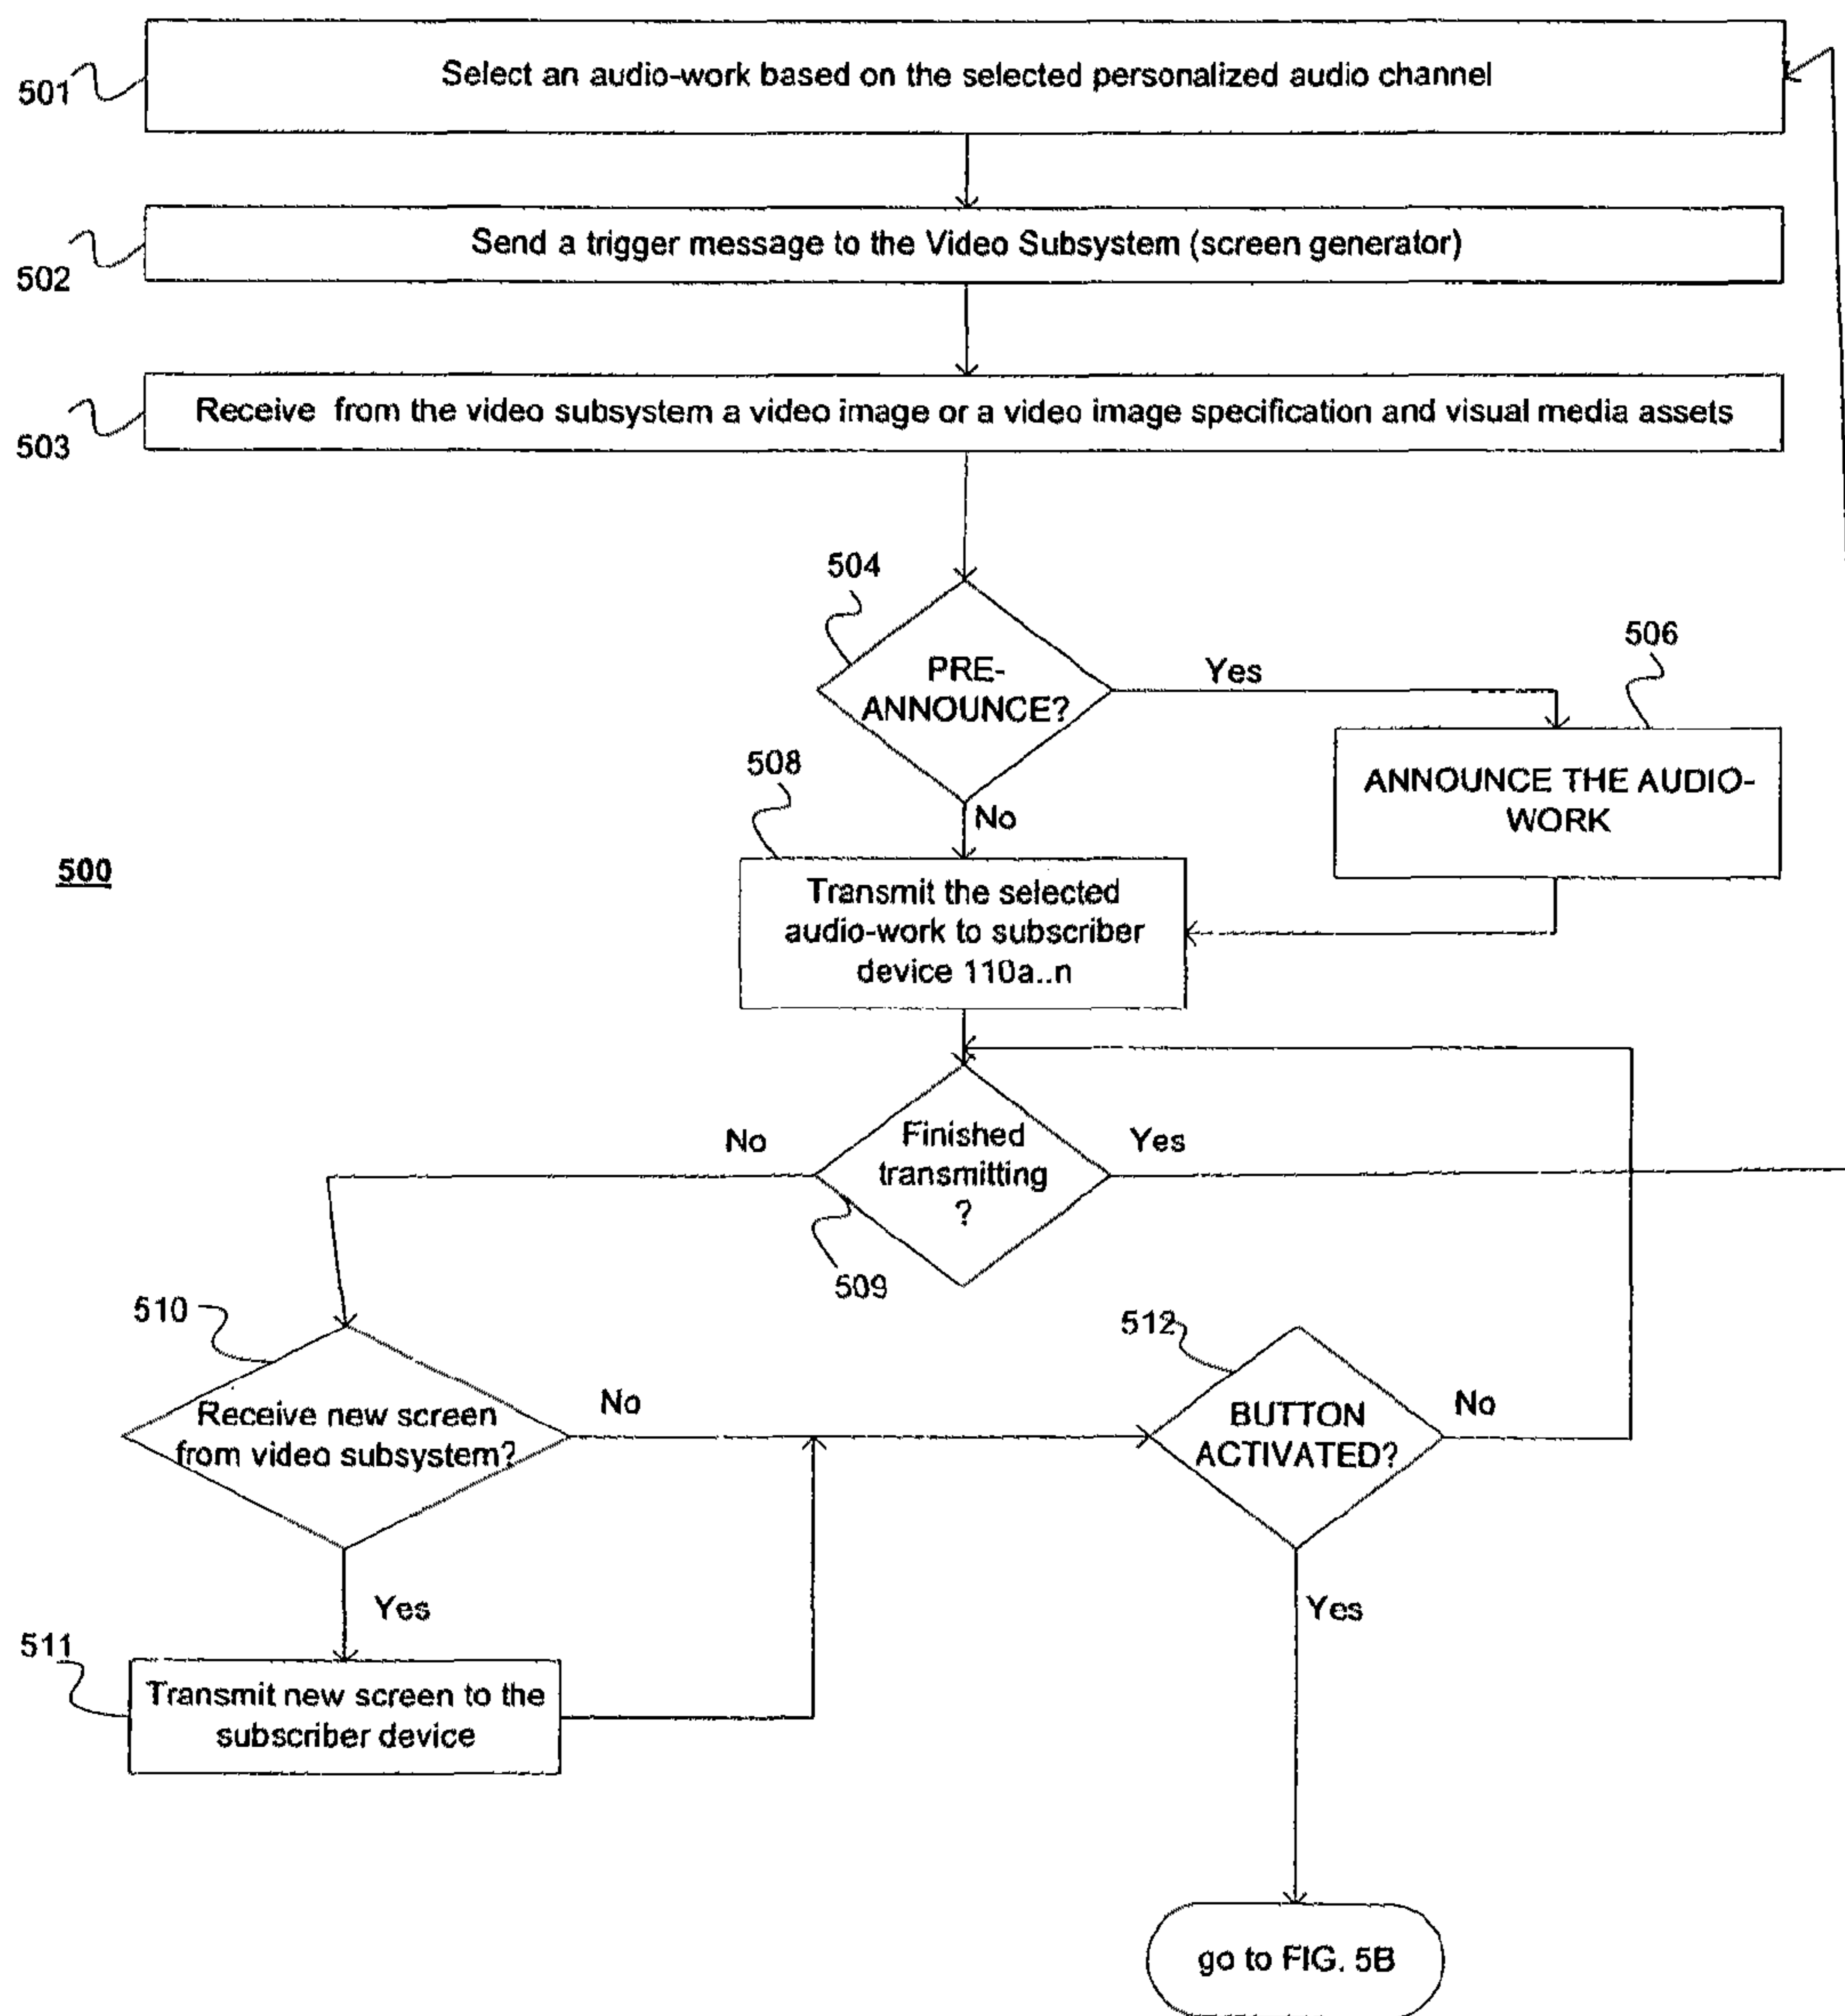 501
Select an audio-work based on the selected personalized audio channel
502
Send a trigger message to the Video Subsystem (screen generator)
503
Receive from the video subsystem a video image or a video image specification and visual media assets
504
PRE-
ANNOUNCE?
Yes
506
ANNOUNCE THE AUDIO-
WORK
No
508
Transmit the selected
audio-work to subscriber
device 110a..n
500
Finished
transmitting
?
No
Yes
509
510
Receive new screen
from video subsystem?
No
512
BUTTON
ACTIVATED?
No
Yes
Yes
511
Transmit new screen to the
subscriber device
go to FIG. 5B